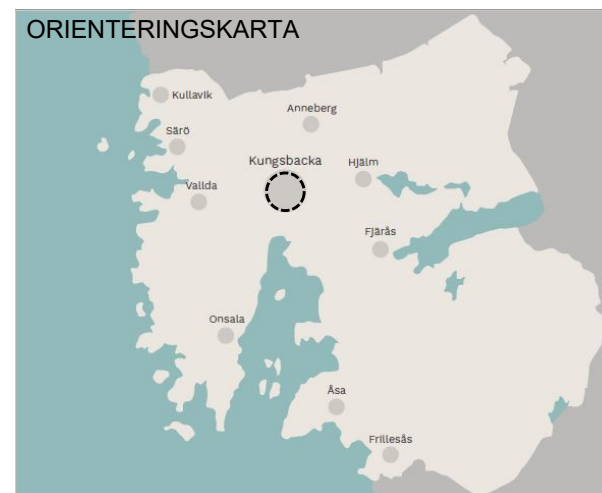 ORIENTERINGSKARTA
Kullavik
Anneberg
Särö
Kungsbacka
Hjälm
Vallda
Fjärås
Onsala
Åsa
Frillesås